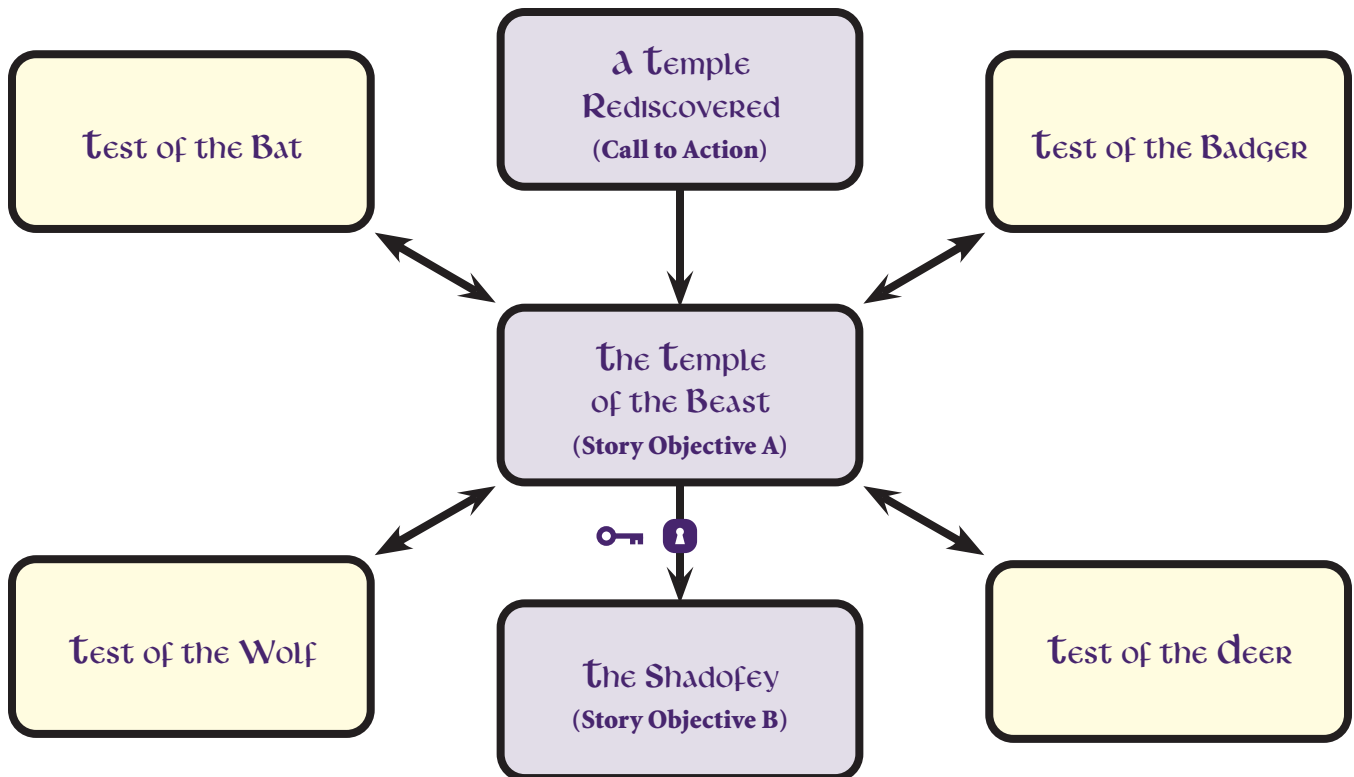 A Temple
Rediscovered
(Call to Action)
Test of the Bat
Test of the Badger
The Temple
of the Beast
(Story Objective A)
Test of the Wolf
Test of the Deer
The Shadofey
(Story Objective B)